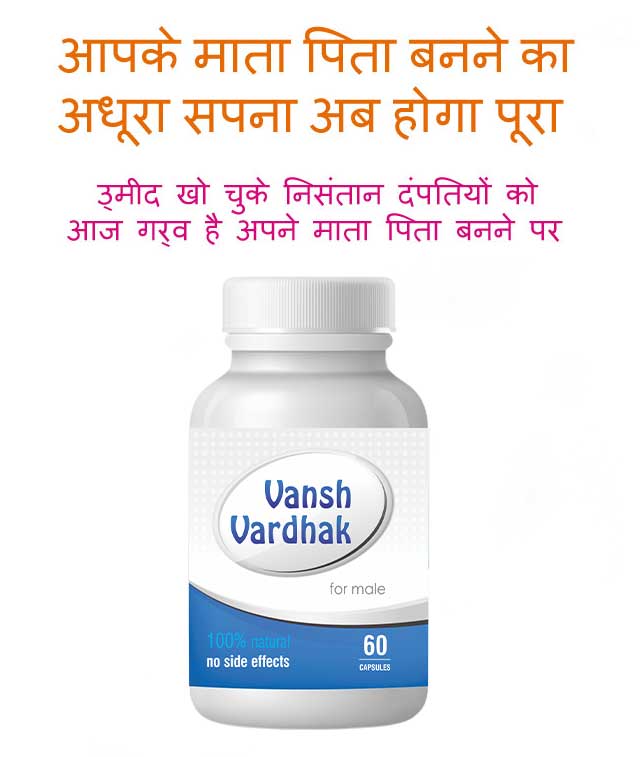 आपके माता पिता बनने का
अधूरा सपना अब होगा पूरा
उ्मीद खो चुके निसंतान दंपतियों को
आज गर्‌व है अपने माता पिता बनने पर
Vansh
Vardhak
for male
100% natural
no side effects
60
CAPSULES